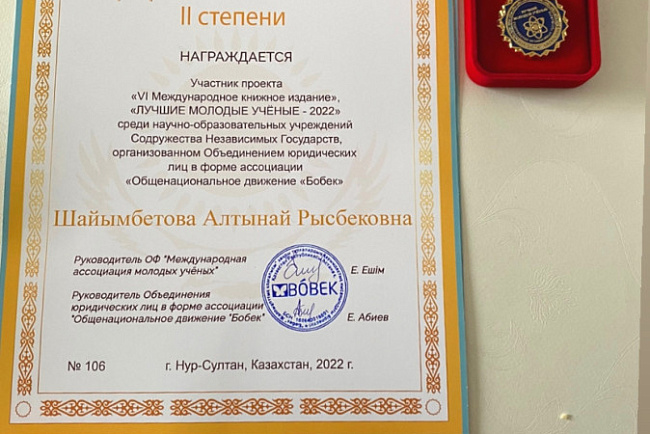 II степени
НАГРАЖДАЕТСЯ
Участник проекта
«VI Международное книжное издание»,
«ЛУЧШИЕ МОЛОДЫЕ УЧЁНЫЕ - 2022»
среди научно-образовательных учреждений
Содружества Независимых Государств,
организованном Объединением юридических
лиц в форме ассоциации
«Общенациональное движение «Бобек»
Шайымбетова Алтынай Рысбековна
Руководитель ОФ "Международная
ассоциация молодых учёных"
Е. Ешім
BÓBEK
Руководитель Объединения
юридических лиц в форме ассоциации
"Общенациональное движение "Бобек"
Е. Абиев
№ 106
г. Нур-Султан, Казахстан, 2022 г.